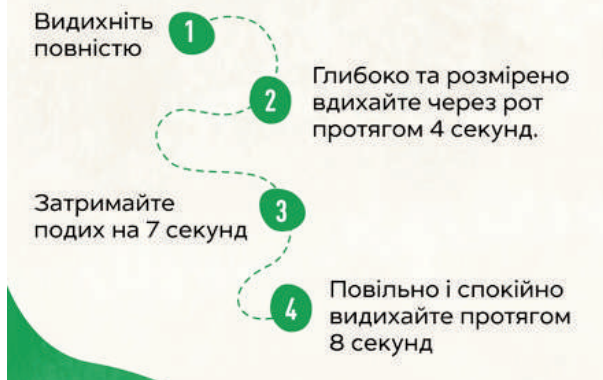 Видихніть
повністю
1
2
Глибоко та розмірено
вдихайте через рот
протягом 4 секунд.
Затримайте
подих на 7 секунд
3
4
Повільно і спокійно
видихайте протягом
8 секунд